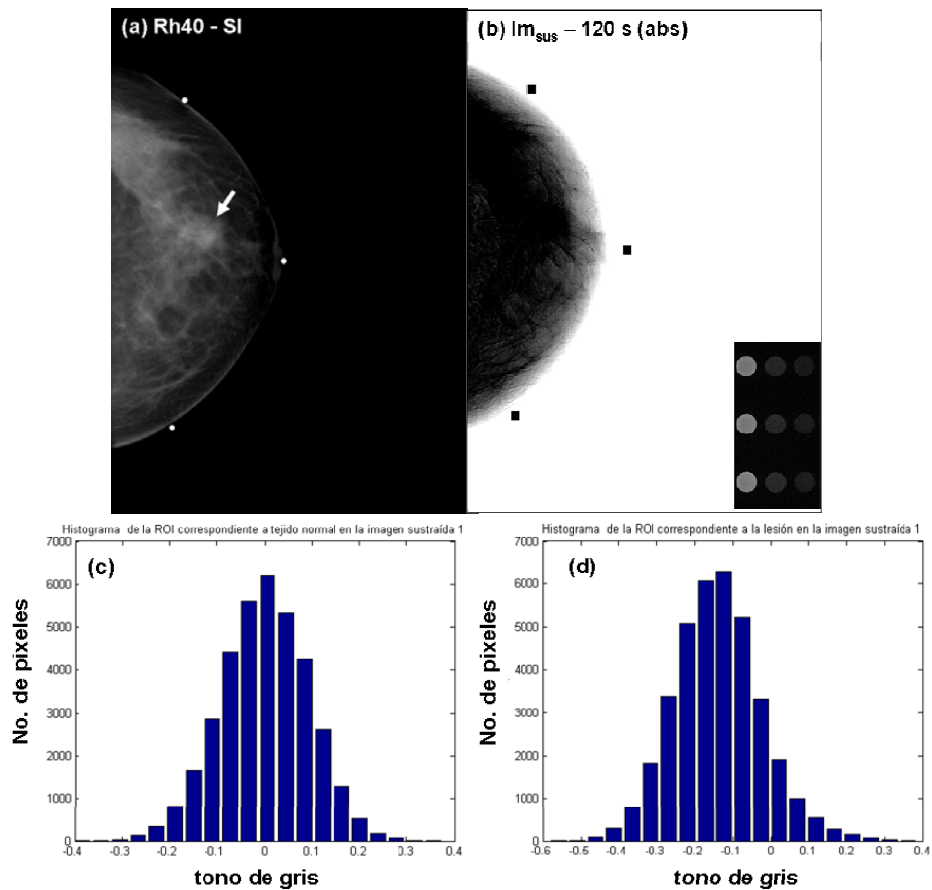 (a) Rh40 - SI
(b) Imsus – 120 s (abs)
Histograma de la ROI correspondiente a tejido normal en la imagen sustraída 1
(c)
No. de pixeles
7000
6000
5000
4000
3000
2000
1000
0
-0.4 -0.3 -0.2 -0.1 0 0.1 0.2 0.3 0.4
tono de gris
Histograma de la ROI correspondiente a la lesión en la imagen sustraída 1
(d)
No. de pixeles
7000
6000
5000
4000
3000
2000
1000
0
-0.6 -0.5 -0.4 -0.3 -0.2 -0.1 0 0.1 0.2 0.3 0.4
tono de gris